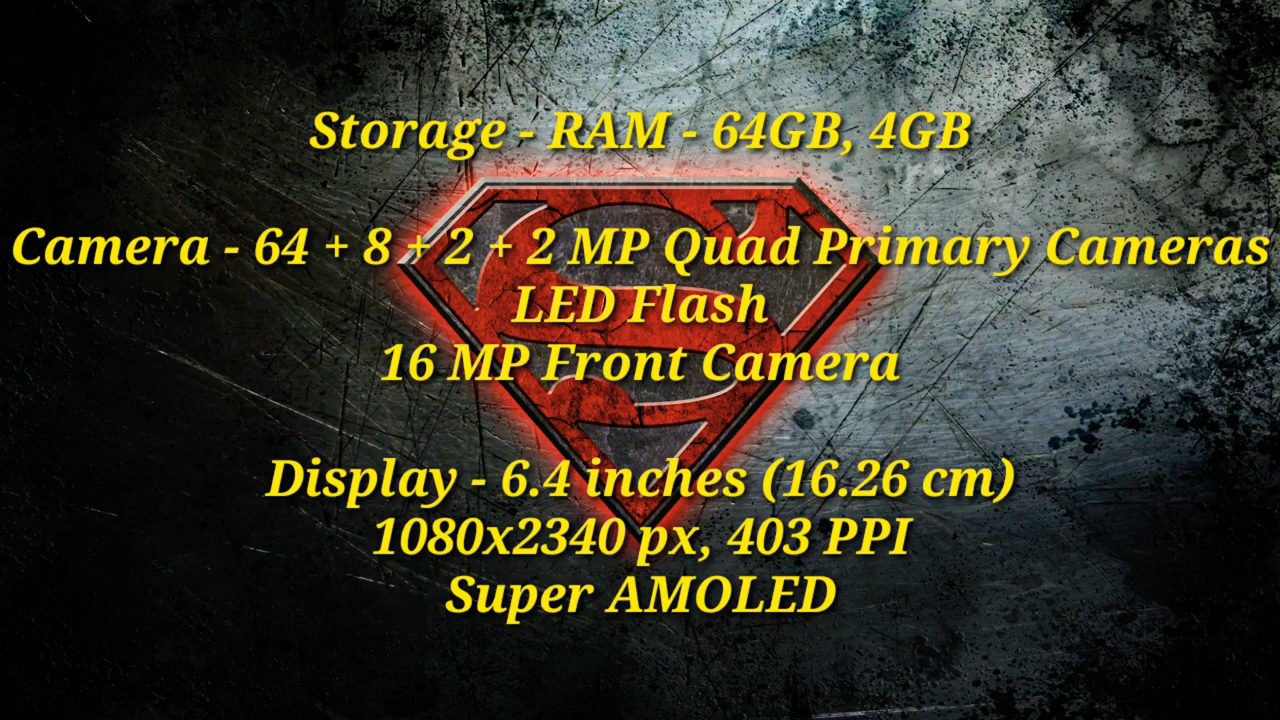 Storage - RAM - 64GB, 4GB
Camera - 64 + 8 + 2 + 2 MP Quad Primary Cameras
LED Flash
16 MP Front Camera
Display - 6.4 inches (16.26 cm)
1080x2340 px, 403 PPI
Super AMOLED